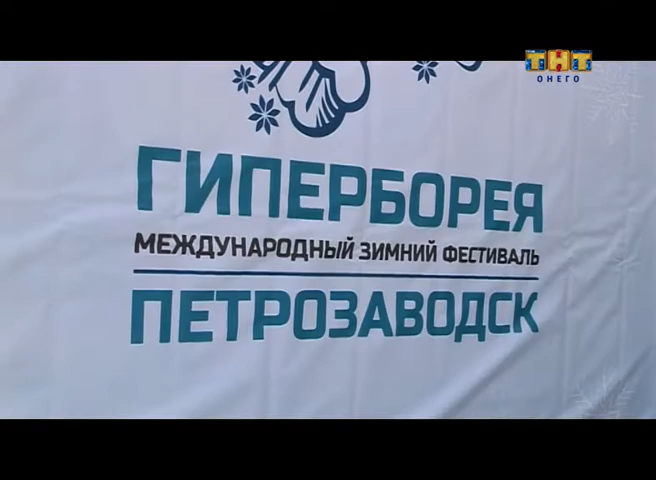 ТНТ
ОНЕГО
ГИПЕРБОРЕЯ
МЕЖДУНАРОДНЫЙ ЗИМНИЙ ФЕСТИВАЛЬ
ПЕТРОЗАВОДСК